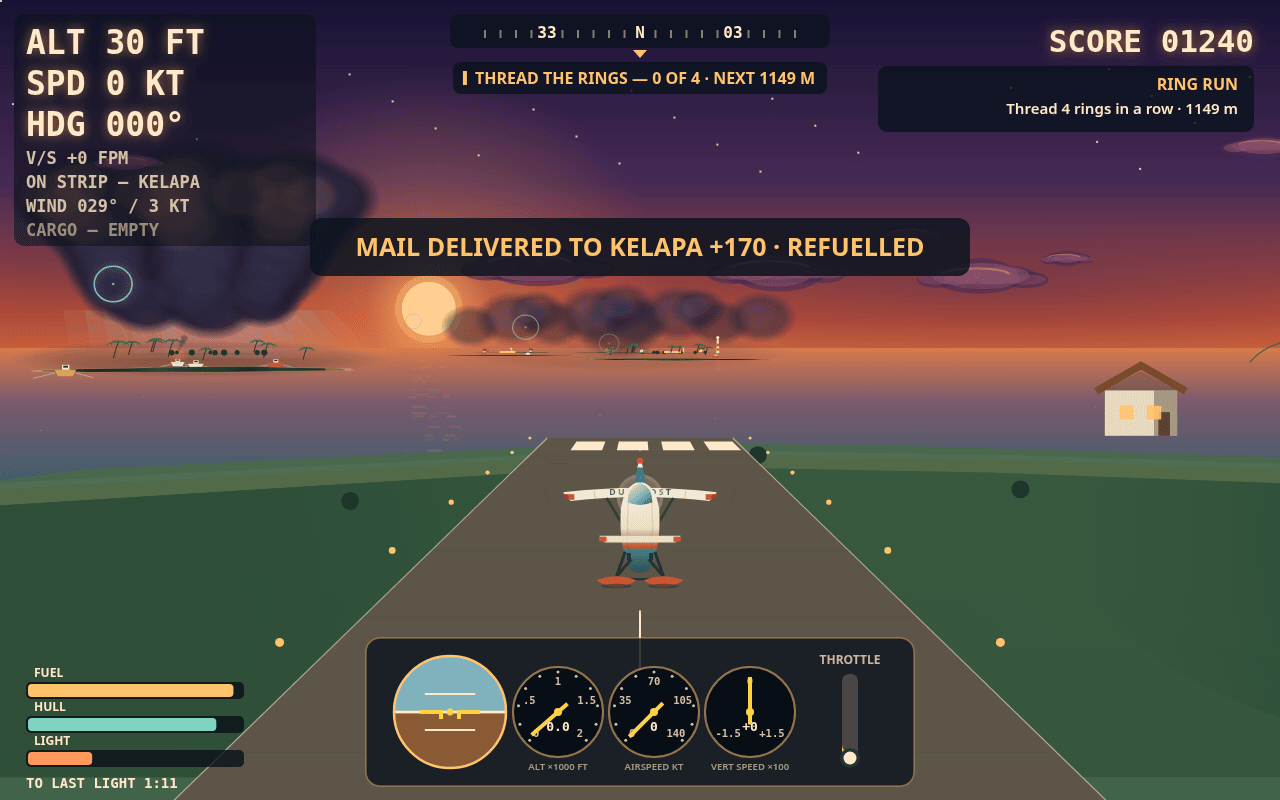 ALT 30 FT
SPD 0 KT
HDG 000°
V/S +0 FPM
ON STRIP — KELAPA
WIND 029° / 3 KT
CARGO — EMPTY
33 N 03
THREAD THE RINGS — 0 OF 4 · NEXT 1149 M
SCORE 01240
RING RUN
Thread 4 rings in a row · 1149 m
MAIL DELIVERED TO KELAPA +170 · REFUELLED
FUEL
HULL
LIGHT
TO LAST LIGHT 1:11
.5 1 1.5
0 0.0 2
ALT ×1000 FT
35 70 105
0 140
AIRSPEED KT
-1.5 +0 +1.5
VERT SPEED ×100
THROTTLE